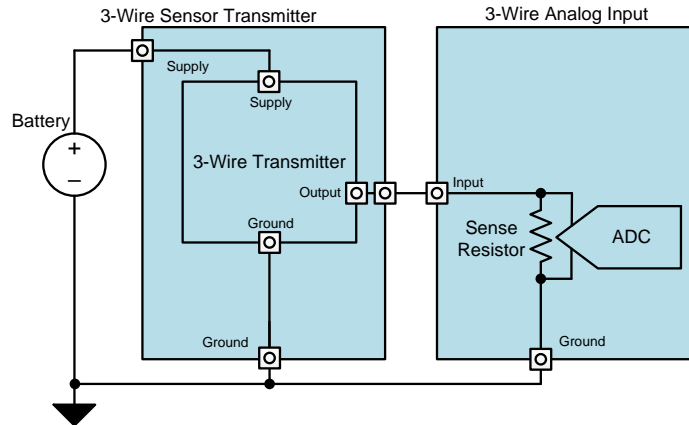 3-Wire Sensor Transmitter
3-Wire Analog Input
Supply
Supply
Battery
+
–
3-Wire Transmitter
Output
Input
Ground
Sense
Resistor
ADC
Ground
Ground